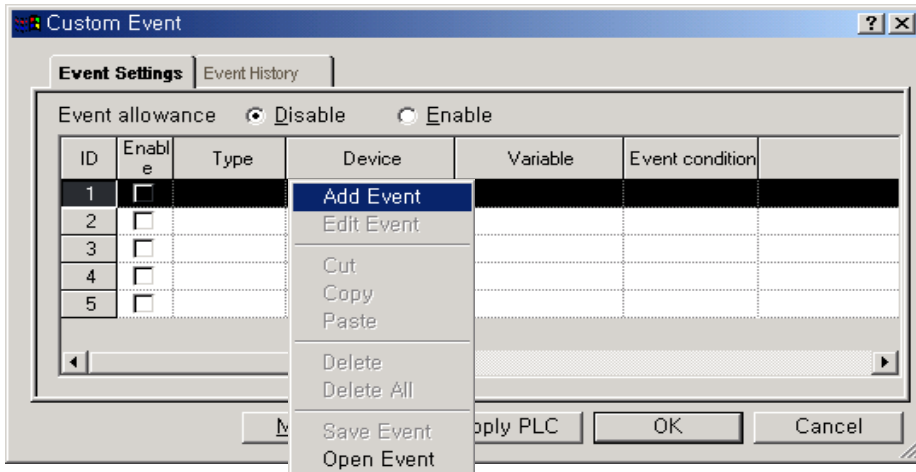 Custom Event
Event Settings Event History
Event allowance Disable Enable
ID Enable Type Device Variable Event condition
1
2
3
4
5
Add Event
Edit Event
Cut
Copy
Paste
Delete
Delete All
Save Event
Open Event
PLC OK Cancel